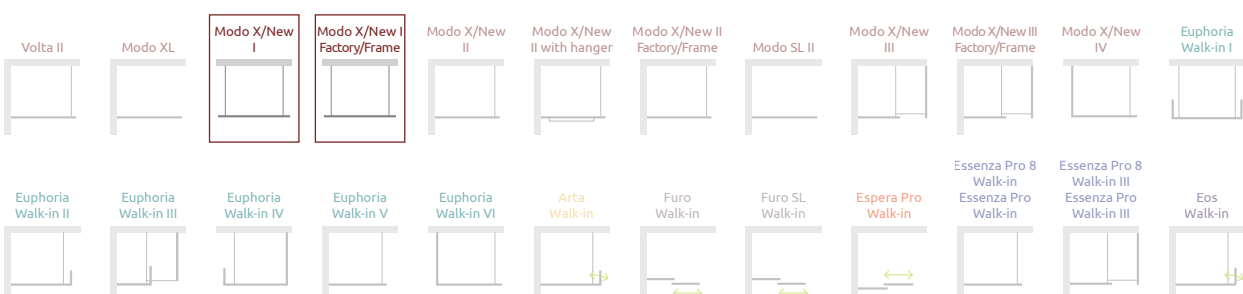 Volta II
Modo XL
Modo X/New
I
Modo X/New I
Factory/Frame
Modo X/New
II
Modo X/New
II with hanger
Modo X/New II
Factory/Frame
Modo SL II
Modo X/New
III
Modo X/New III
Factory/Frame
Modo X/New
IV
Euphoria
Walk-in I
Euphoria
Walk-in II
Euphoria
Walk-in III
Euphoria
Walk-in IV
Euphoria
Walk-in V
Euphoria
Walk-in VI
Arta
Walk-in
Furo
Walk-in
Furo SL
Walk-in
Espera Pro
Walk-in
Essenza Pro 8
Walk-in
Essenza Pro
Walk-in
Essenza Pro 8
Walk-in III
Essenza Pro
Walk-in III
Eos
Walk-in